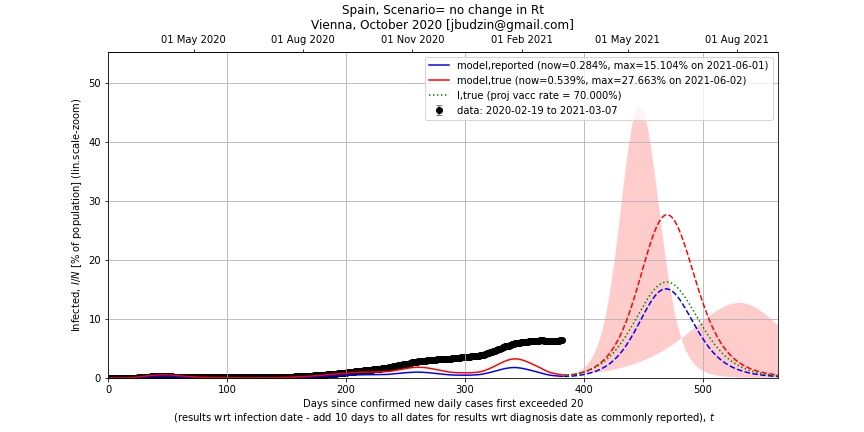 Spain, Scenario= no change in Rt
Vienna, October 2020 [jbudzin@gmail.com]
01 May 2020 01 Aug 2020 01 Nov 2020 01 Feb 2021 01 May 2021 01 Aug 2021
model,reported (now=0.284%, max=15.104% on 2021-06-01)
model,true (now=0.539%, max=27.663% on 2021-06-02)
I,true (proj vacc rate = 70.000%)
data: 2020-02-19 to 2021-03-07
Infected, I/N [% of population] (lin.scale-zoom)
50
40
30
20
10
0
0 100 200 300 400 500
Days since confirmed new daily cases first exceeded 20
(results wrt infection date - add 10 days to all dates for results wrt diagnosis date as commonly reported), t